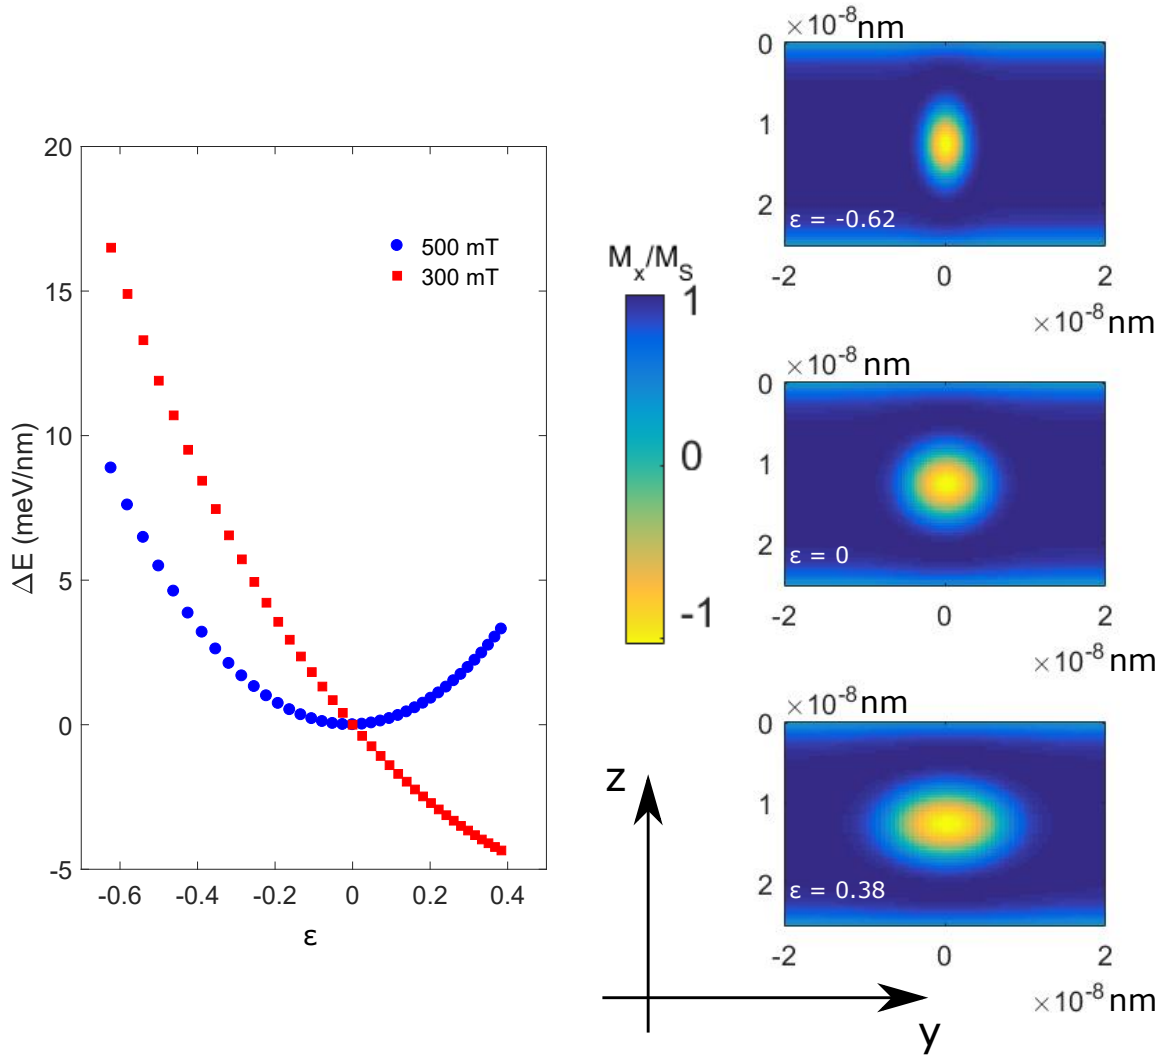 20
15
10
5
0
-5
ΔE (meV/nm)
500 mT
300 mT
-0.6 -0.4 -0.2 0 0.2 0.4
ε
M_x/M_S
1
0
-1
×10^-8 nm
0
1
2
ε = -0.62
-2 0 2
×10^-8 nm
×10^-8 nm
0
1
2
ε = 0
-2 0 2
×10^-8 nm
×10^-8 nm
0
1
2
ε = 0.38
-2 0 2
×10^-8 nm
z
y